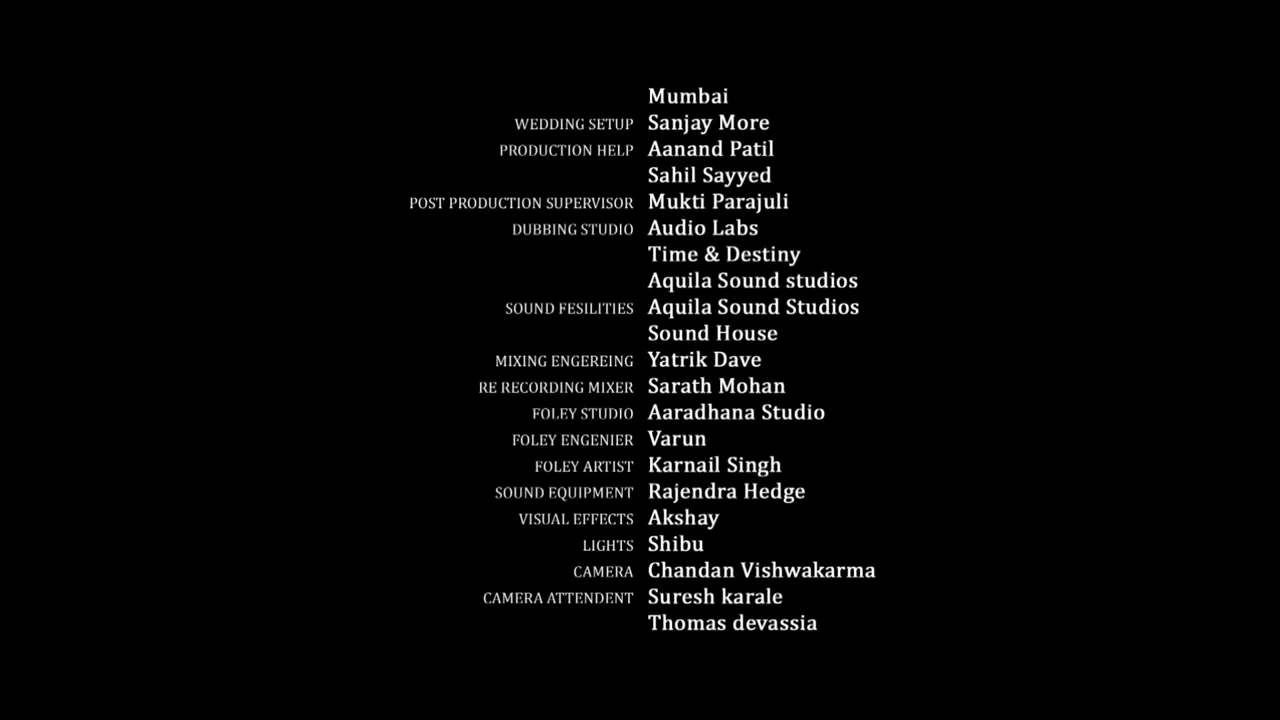 Mumbai
WEDDING SETUP Sanjay More
PRODUCTION HELP Aanand Patil
Sahil Sayyed
POST PRODUCTION SUPERVISOR Mukti Parajuli
DUBBING STUDIO Audio Labs
Time & Destiny
Aquila Sound studios
SOUND FESILITIES Aquila Sound Studios
Sound House
MIXING ENGEREING Yatrik Dave
RE RECORDING MIXER Sarath Mohan
FOLEY STUDIO Aaradhana Studio
FOLEY ENGENIER Varun
FOLEY ARTIST Karnail Singh
SOUND EQUIPMENT Rajendra Hedge
VISUAL EFFECTS Akshay
LIGHTS Shibu
CAMERA Chandan Vishwakarma
CAMERA ATTENDENT Suresh karale
Thomas devassia